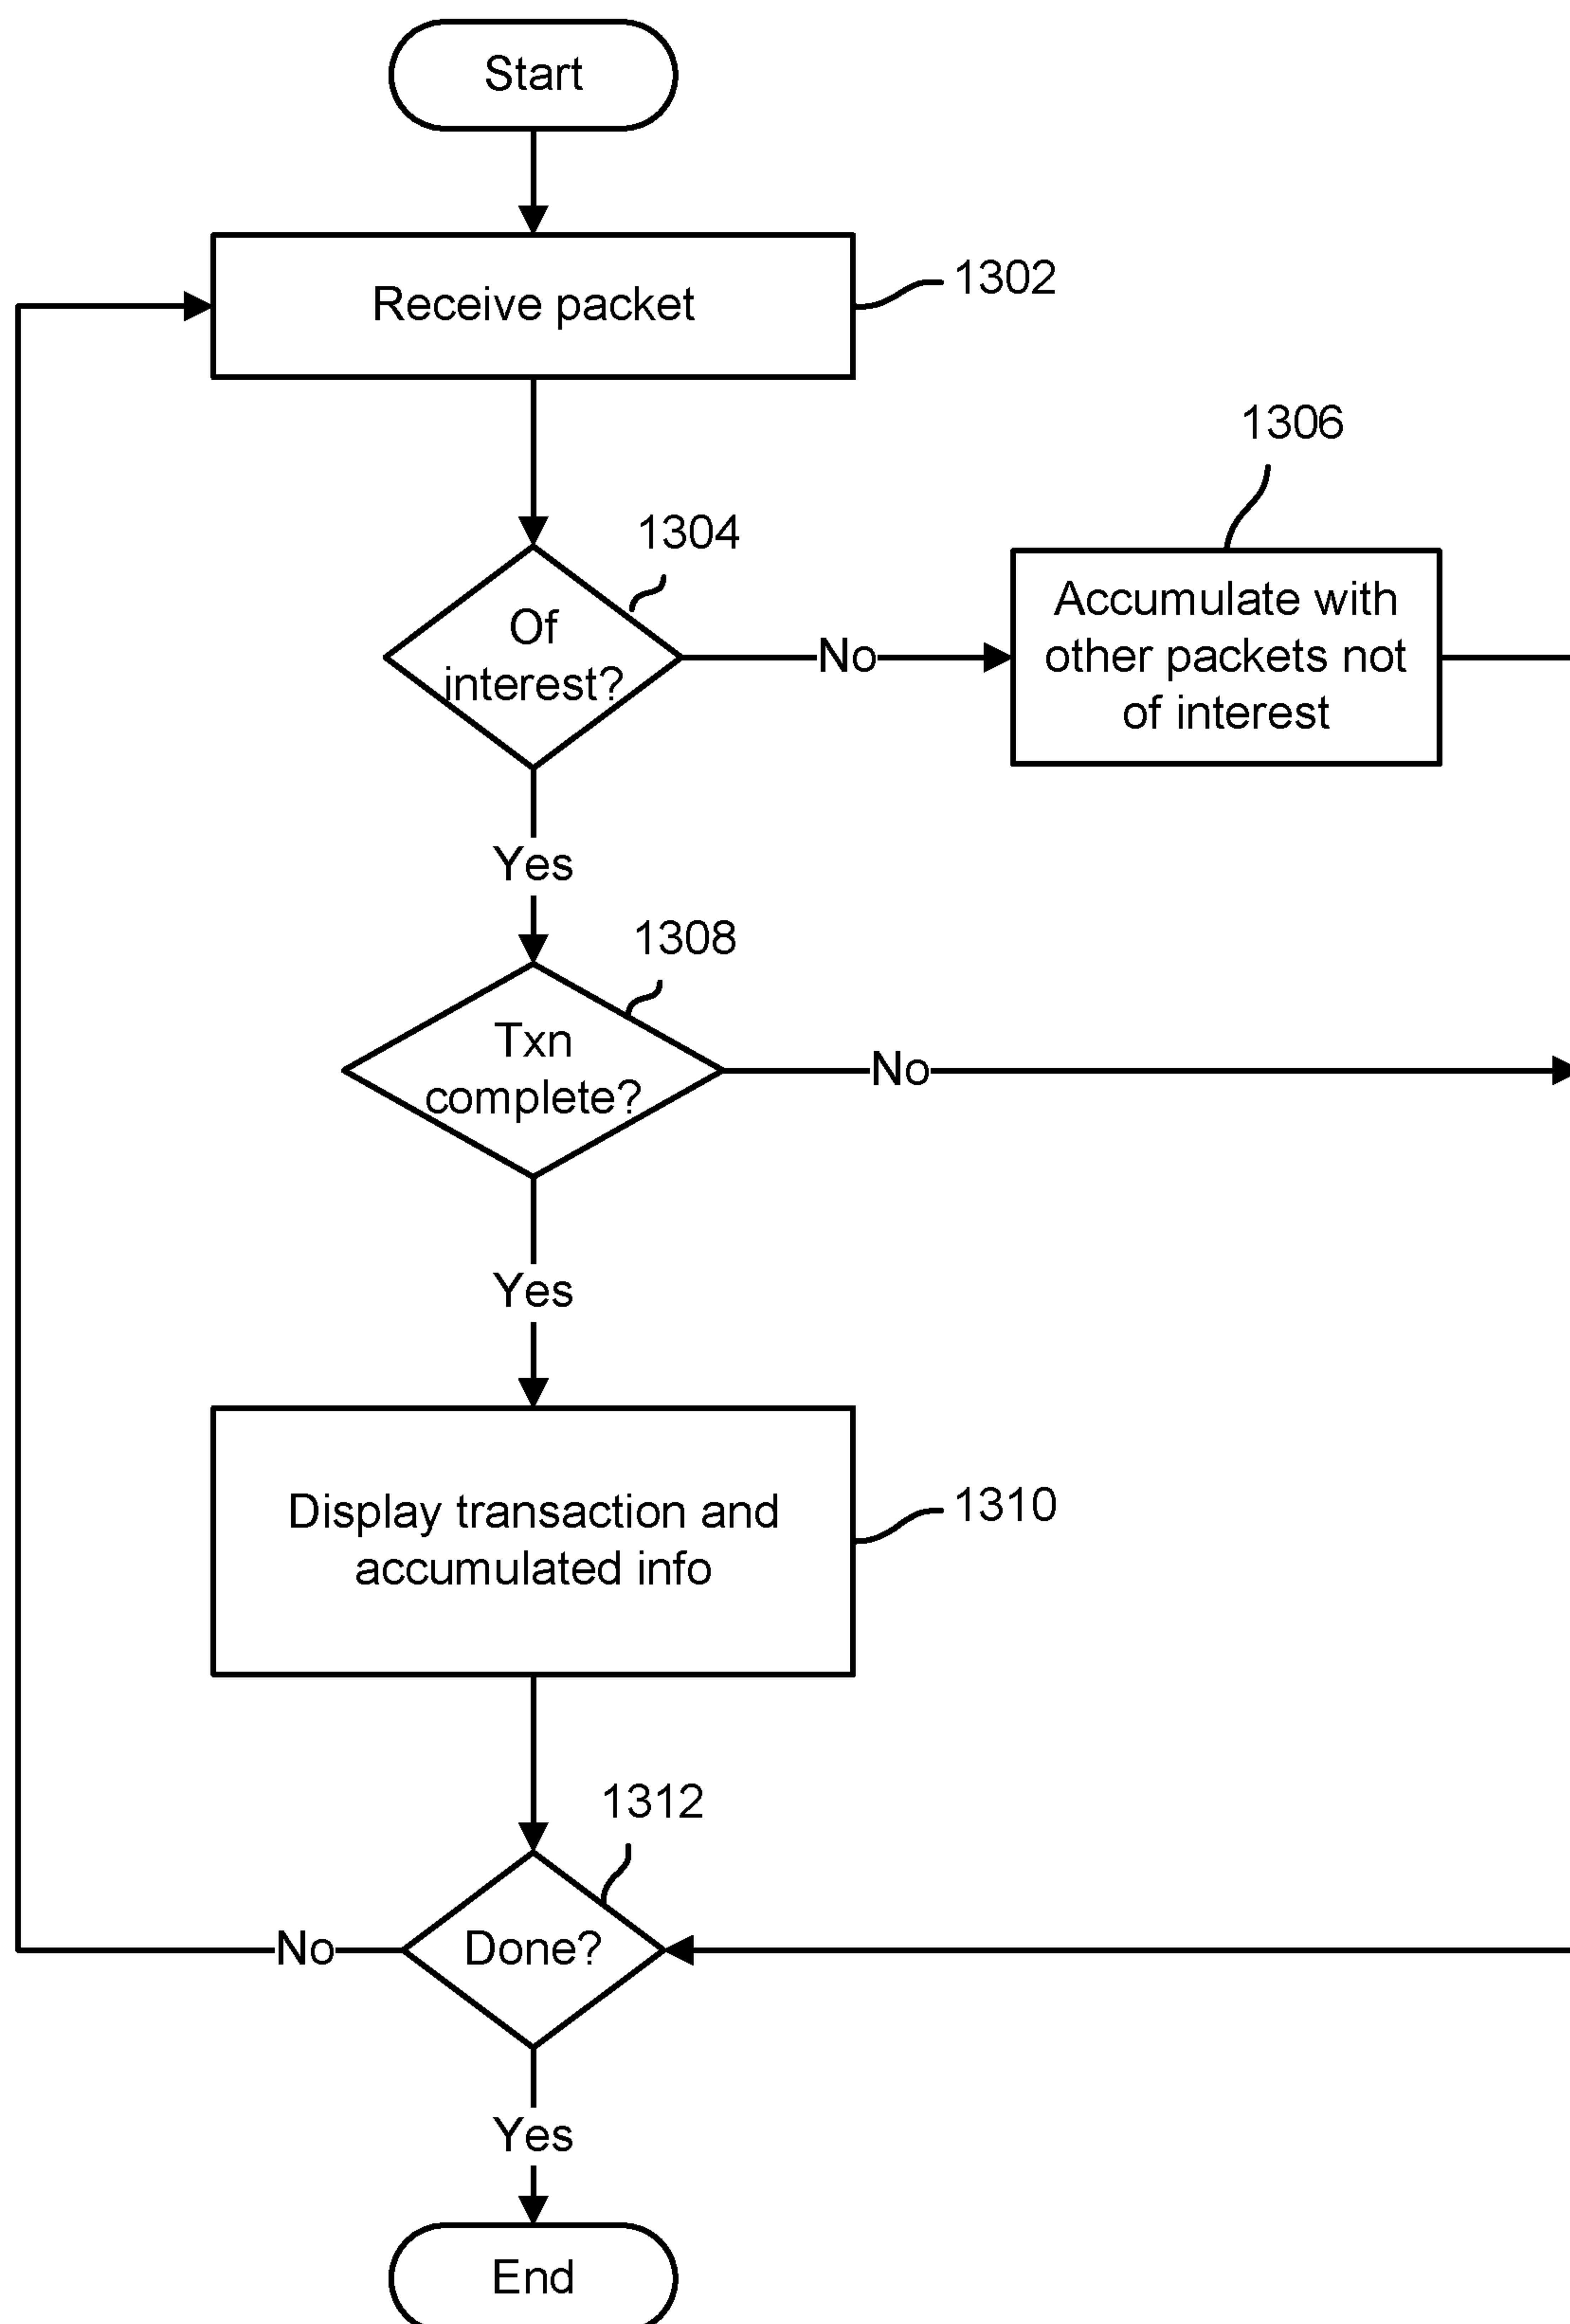 Start
Receive packet
1302
1306
1304
Of
interest?
No
Accumulate with
other packets not
of interest
Yes
1308
Txn
complete?
No
Yes
Display transaction and
accumulated info
1310
1312
No
Done?
Yes
End